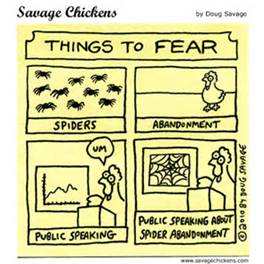 Savage Chickens by Doug Savage
THINGS TO FEAR
SPIDERS
ABANDONMENT
UM
PUBLIC SPEAKING
PUBLIC SPEAKING ABOUT
SPIDER ABANDONMENT
©2010 BY DOUG SAVAGE
www.savagechickens.com